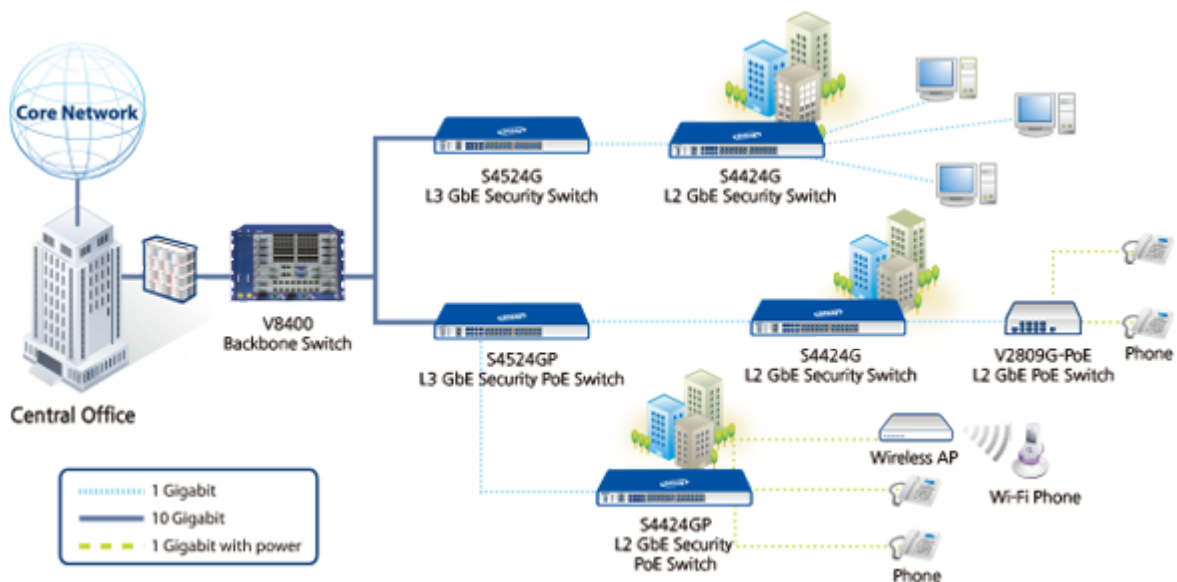 Core Network
S4524G
L3 GbE Security Switch
S4424G
L2 GbE Security Switch
V8400
Backbone Switch
S4524GP
L3 GbE Security PoE Switch
S4424G
L2 GbE Security Switch
V2809G-PoE
L2 GbE PoE Switch
Phone
Central Office
Wireless AP
Wi-Fi Phone
S4424GP
L2 GbE Security
PoE Switch
Phone
1 Gigabit
10 Gigabit
1 Gigabit with power